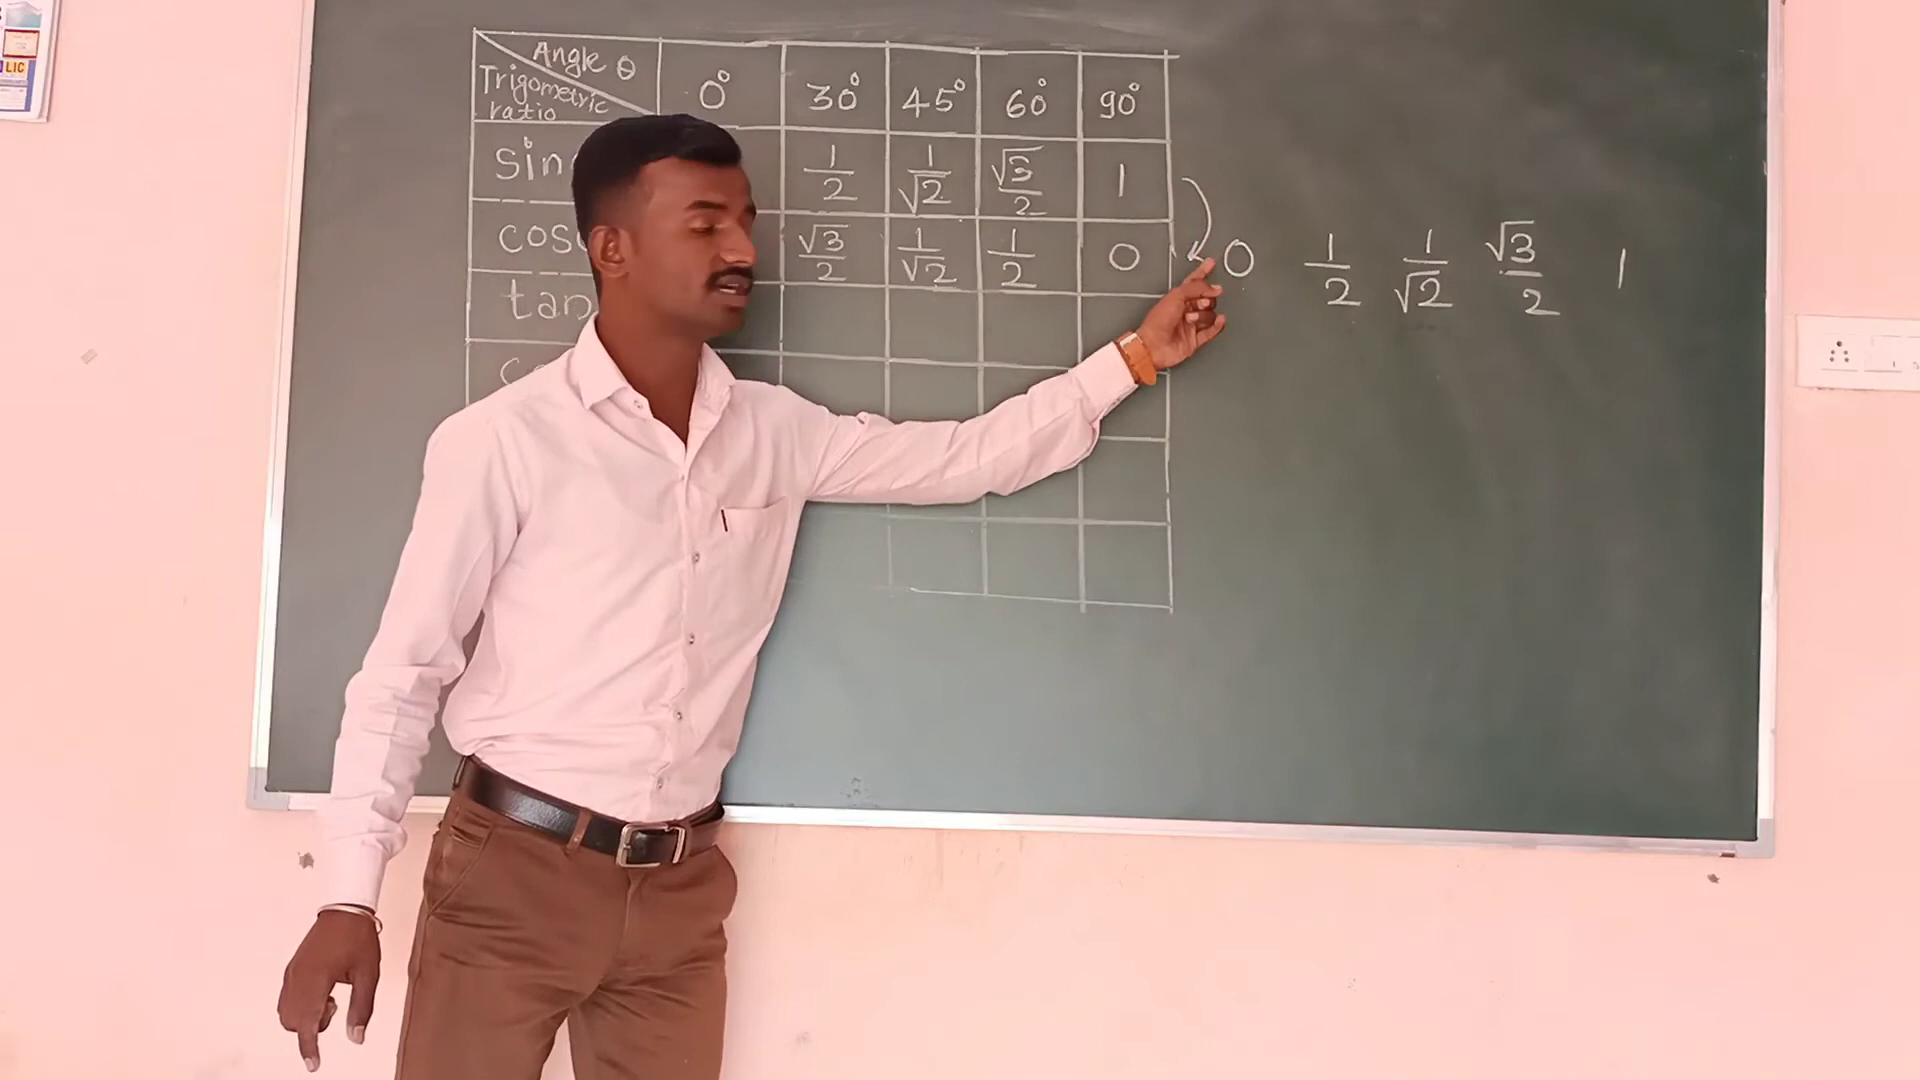 Angle θ
Trigometric
ratio
0° 30° 45° 60° 90°
sin 1/2 1/√2 √3/2 1
cos √3/2 1/√2 1/2 0
tan
0 1/2 1/√2 √3/2 1
LIC